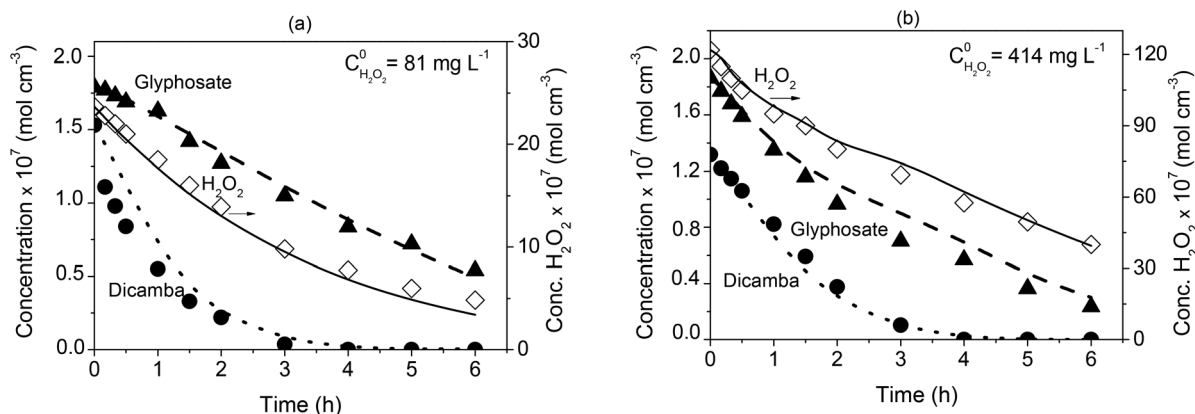 (a)
C⁰H₂O₂ = 81 mg L⁻¹
Glyphosate
H₂O₂
Dicamba
Concentration x 10⁷ (mol cm⁻³)
2.0
1.5
1.0
0.5
0.0
Conc. H₂O₂ x 10⁷ (mol cm⁻³)
30
20
10
0
0 1 2 3 4 5 6
Time (h)
(b)
C⁰H₂O₂ = 414 mg L⁻¹
H₂O₂
Glyphosate
Dicamba
Concentration x 10⁷ (mol cm⁻³)
2.0
1.6
1.2
0.8
0.4
0.0
Conc. H₂O₂ x 10⁷ (mol cm⁻³)
120
90
60
30
0
0 1 2 3 4 5 6
Time (h)